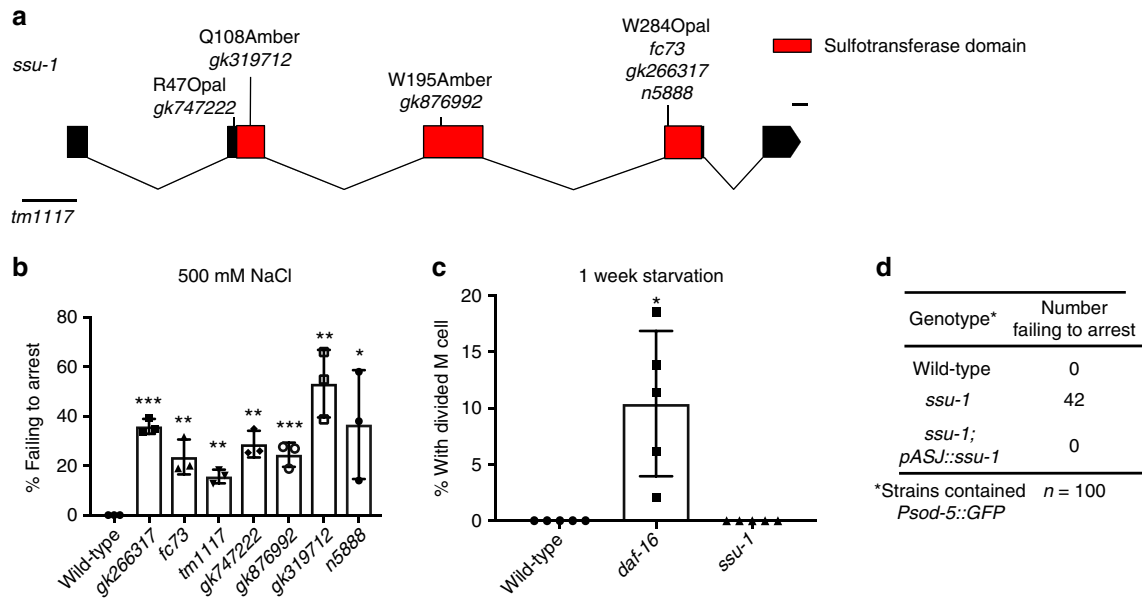 a
ssu-1
R47Opal
gk747222
Q108Amber
gk319712
W195Amber
gk876992
W284Opal
fc73
gk266317
n5888
Sulfotransferase domain
tm1117
b
500 mM NaCl
% Failing to arrest
80
60
40
20
0
***
**
**
**
***
**
*
Wild-type
gk266317
fc73
tm1117
gk747222
gk876992
gk319712
n5888
c
1 week starvation
% With divided M cell
20
15
10
5
0
*
Wild-type
daf-16
ssu-1
d
Genotype* Number
failing to arrest
Wild-type 0
ssu-1 42
ssu-1;
pASJ::ssu-1 0
*Strains contained n = 100
Psod-5::GFP